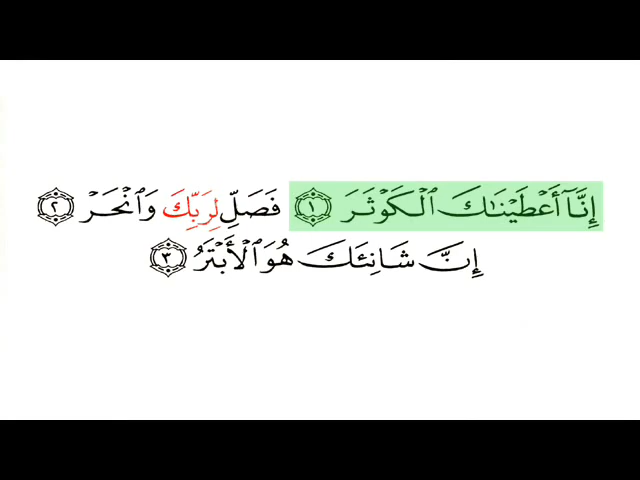 إِنَّآ أَعۡطَيۡنَٰكَ ٱلۡكَوۡثَرَ ١ فَصَلِّ لِرَبِّكَ وَٱنۡحَرۡ ٢
إِنَّ شَانِئَكَ هُوَ ٱلۡأَبۡتَرُ ٣